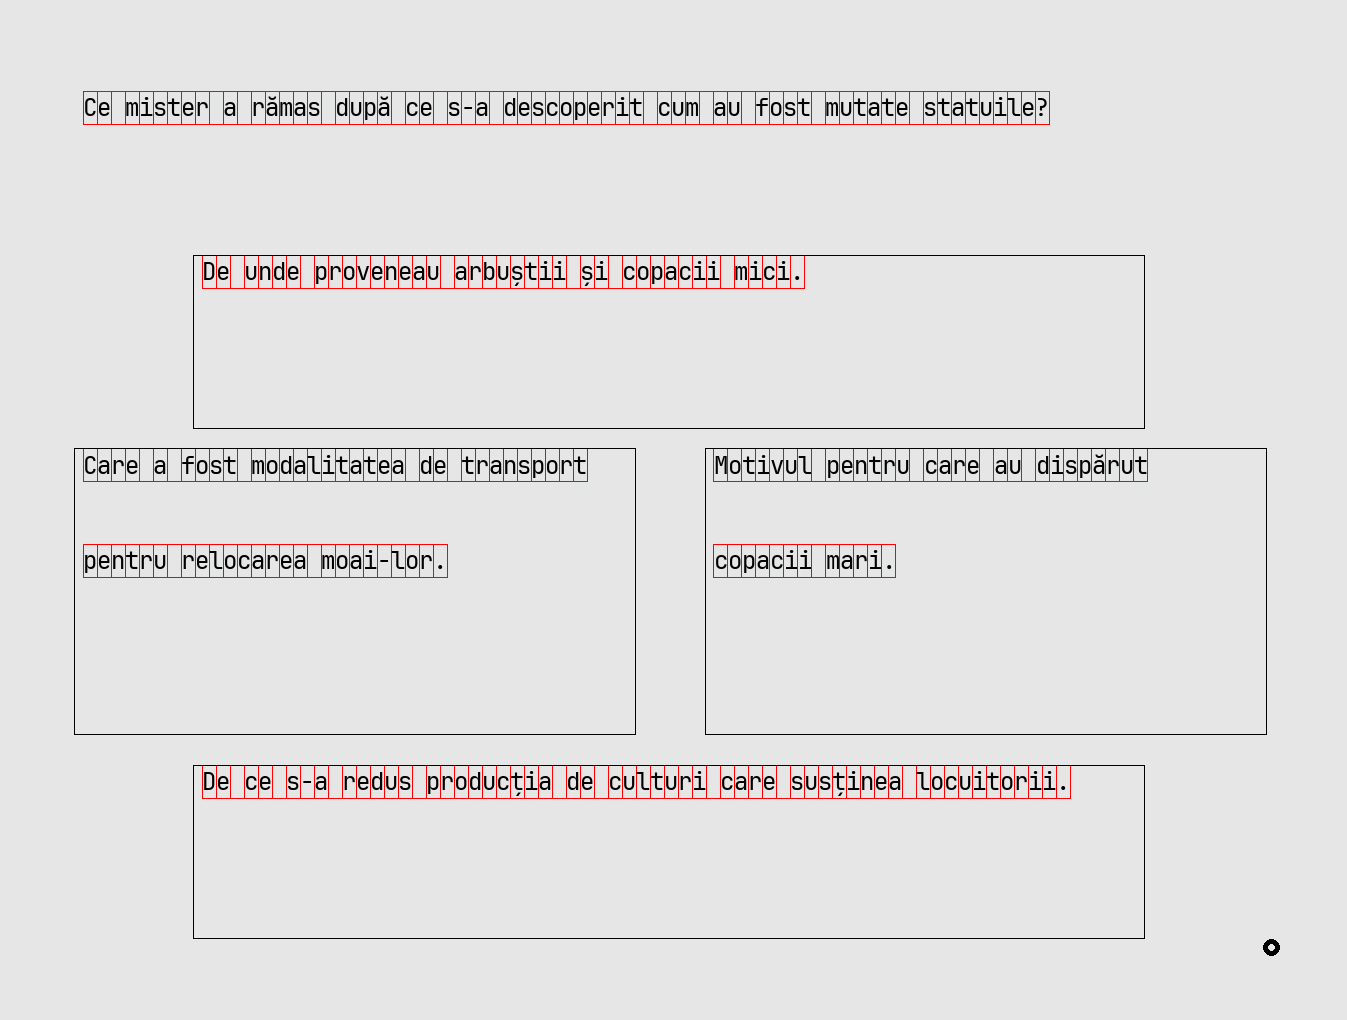 Ce mister a rămas după ce s-a descoperit cum au fost mutate statuile?
De unde proveneau arbuștii și copacii mici.
Care a fost modalitatea de transport
pentru relocarea moai-lor.
Motivul pentru care au dispărut
copacii mari.
De ce s-a redus producția de culturi care susținea locuitorii.